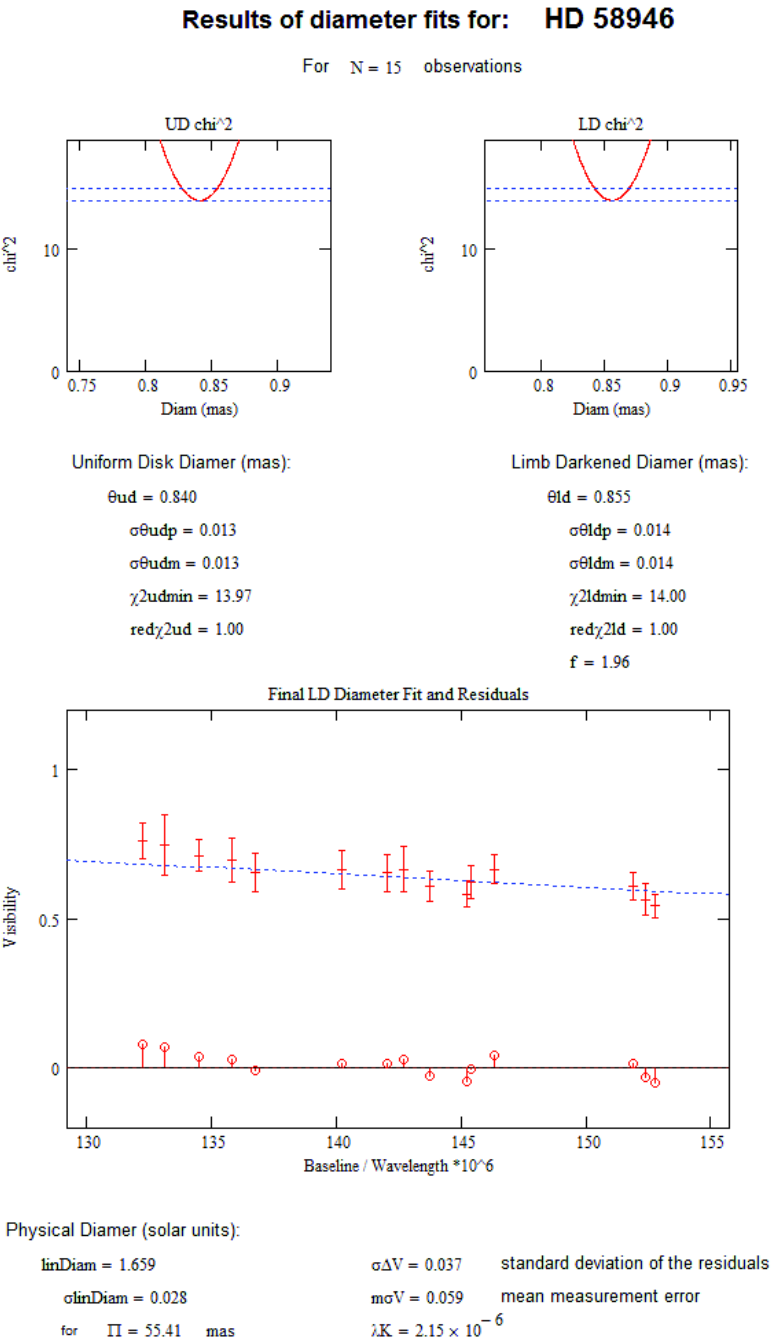 Results of diameter fits for: HD 58946
For N = 15 observations
UD chi^2
chi^2
10
0
0.75 0.8 0.85 0.9
Diam (mas)
LD chi^2
chi^2
10
0
0.8 0.85 0.9 0.95
Diam (mas)
Uniform Disk Diamer (mas):
θud = 0.840
σθudp = 0.013
σθudm = 0.013
χ2udmin = 13.97
redχ2ud = 1.00
Limb Darkened Diamer (mas):
θld = 0.855
σθldp = 0.014
σθldm = 0.014
χ2ldmin = 14.00
redχ2ld = 1.00
f = 1.96
Final LD Diameter Fit and Residuals
Visibility
1
0.5
0
130 135 140 145 150 155
Baseline / Wavelength *10^6
Physical Diamer (solar units):
linDiam = 1.659
σlinDiam = 0.028
for Π = 55.41 mas
σΔV = 0.037 standard deviation of the residuals
mσV = 0.059 mean measurement error
λK = 2.15 × 10⁻⁶